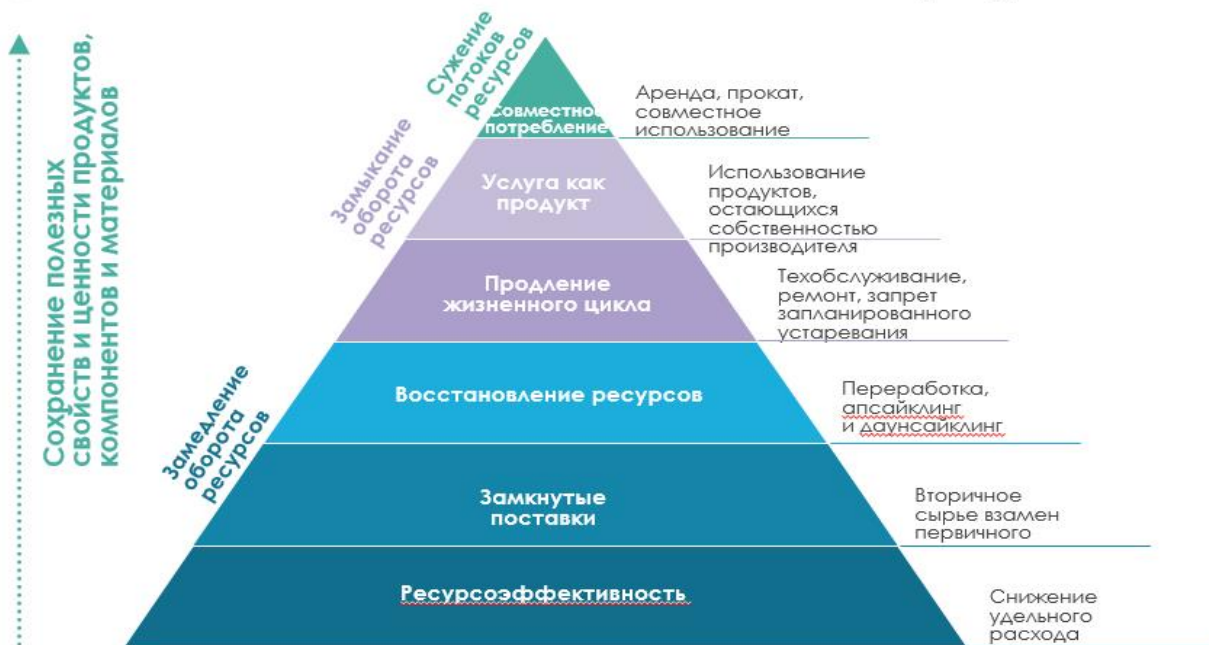 Сохранение полезных
свойств и ценности продуктов,
компонентов и материалов
Сужение
потоков
ресурсов
Замыкание
оборота
ресурсов
Замедление
оборота
ресурсов
Совместное
потребление
Аренда, прокат,
совместное
использование
Услуга как
продукт
Использование
продуктов,
остающихся
собственностью
производителя
Продление
жизненного цикла
Техобслуживание,
ремонт, запрет
запланированного
устаревания
Восстановление ресурсов
Переработка,
апсайклинг
и даунсайклинг
Замкнутые
поставки
Вторичное
сырье взамен
первичного
Ресурсоэффективность
Снижение
удельного
расхода